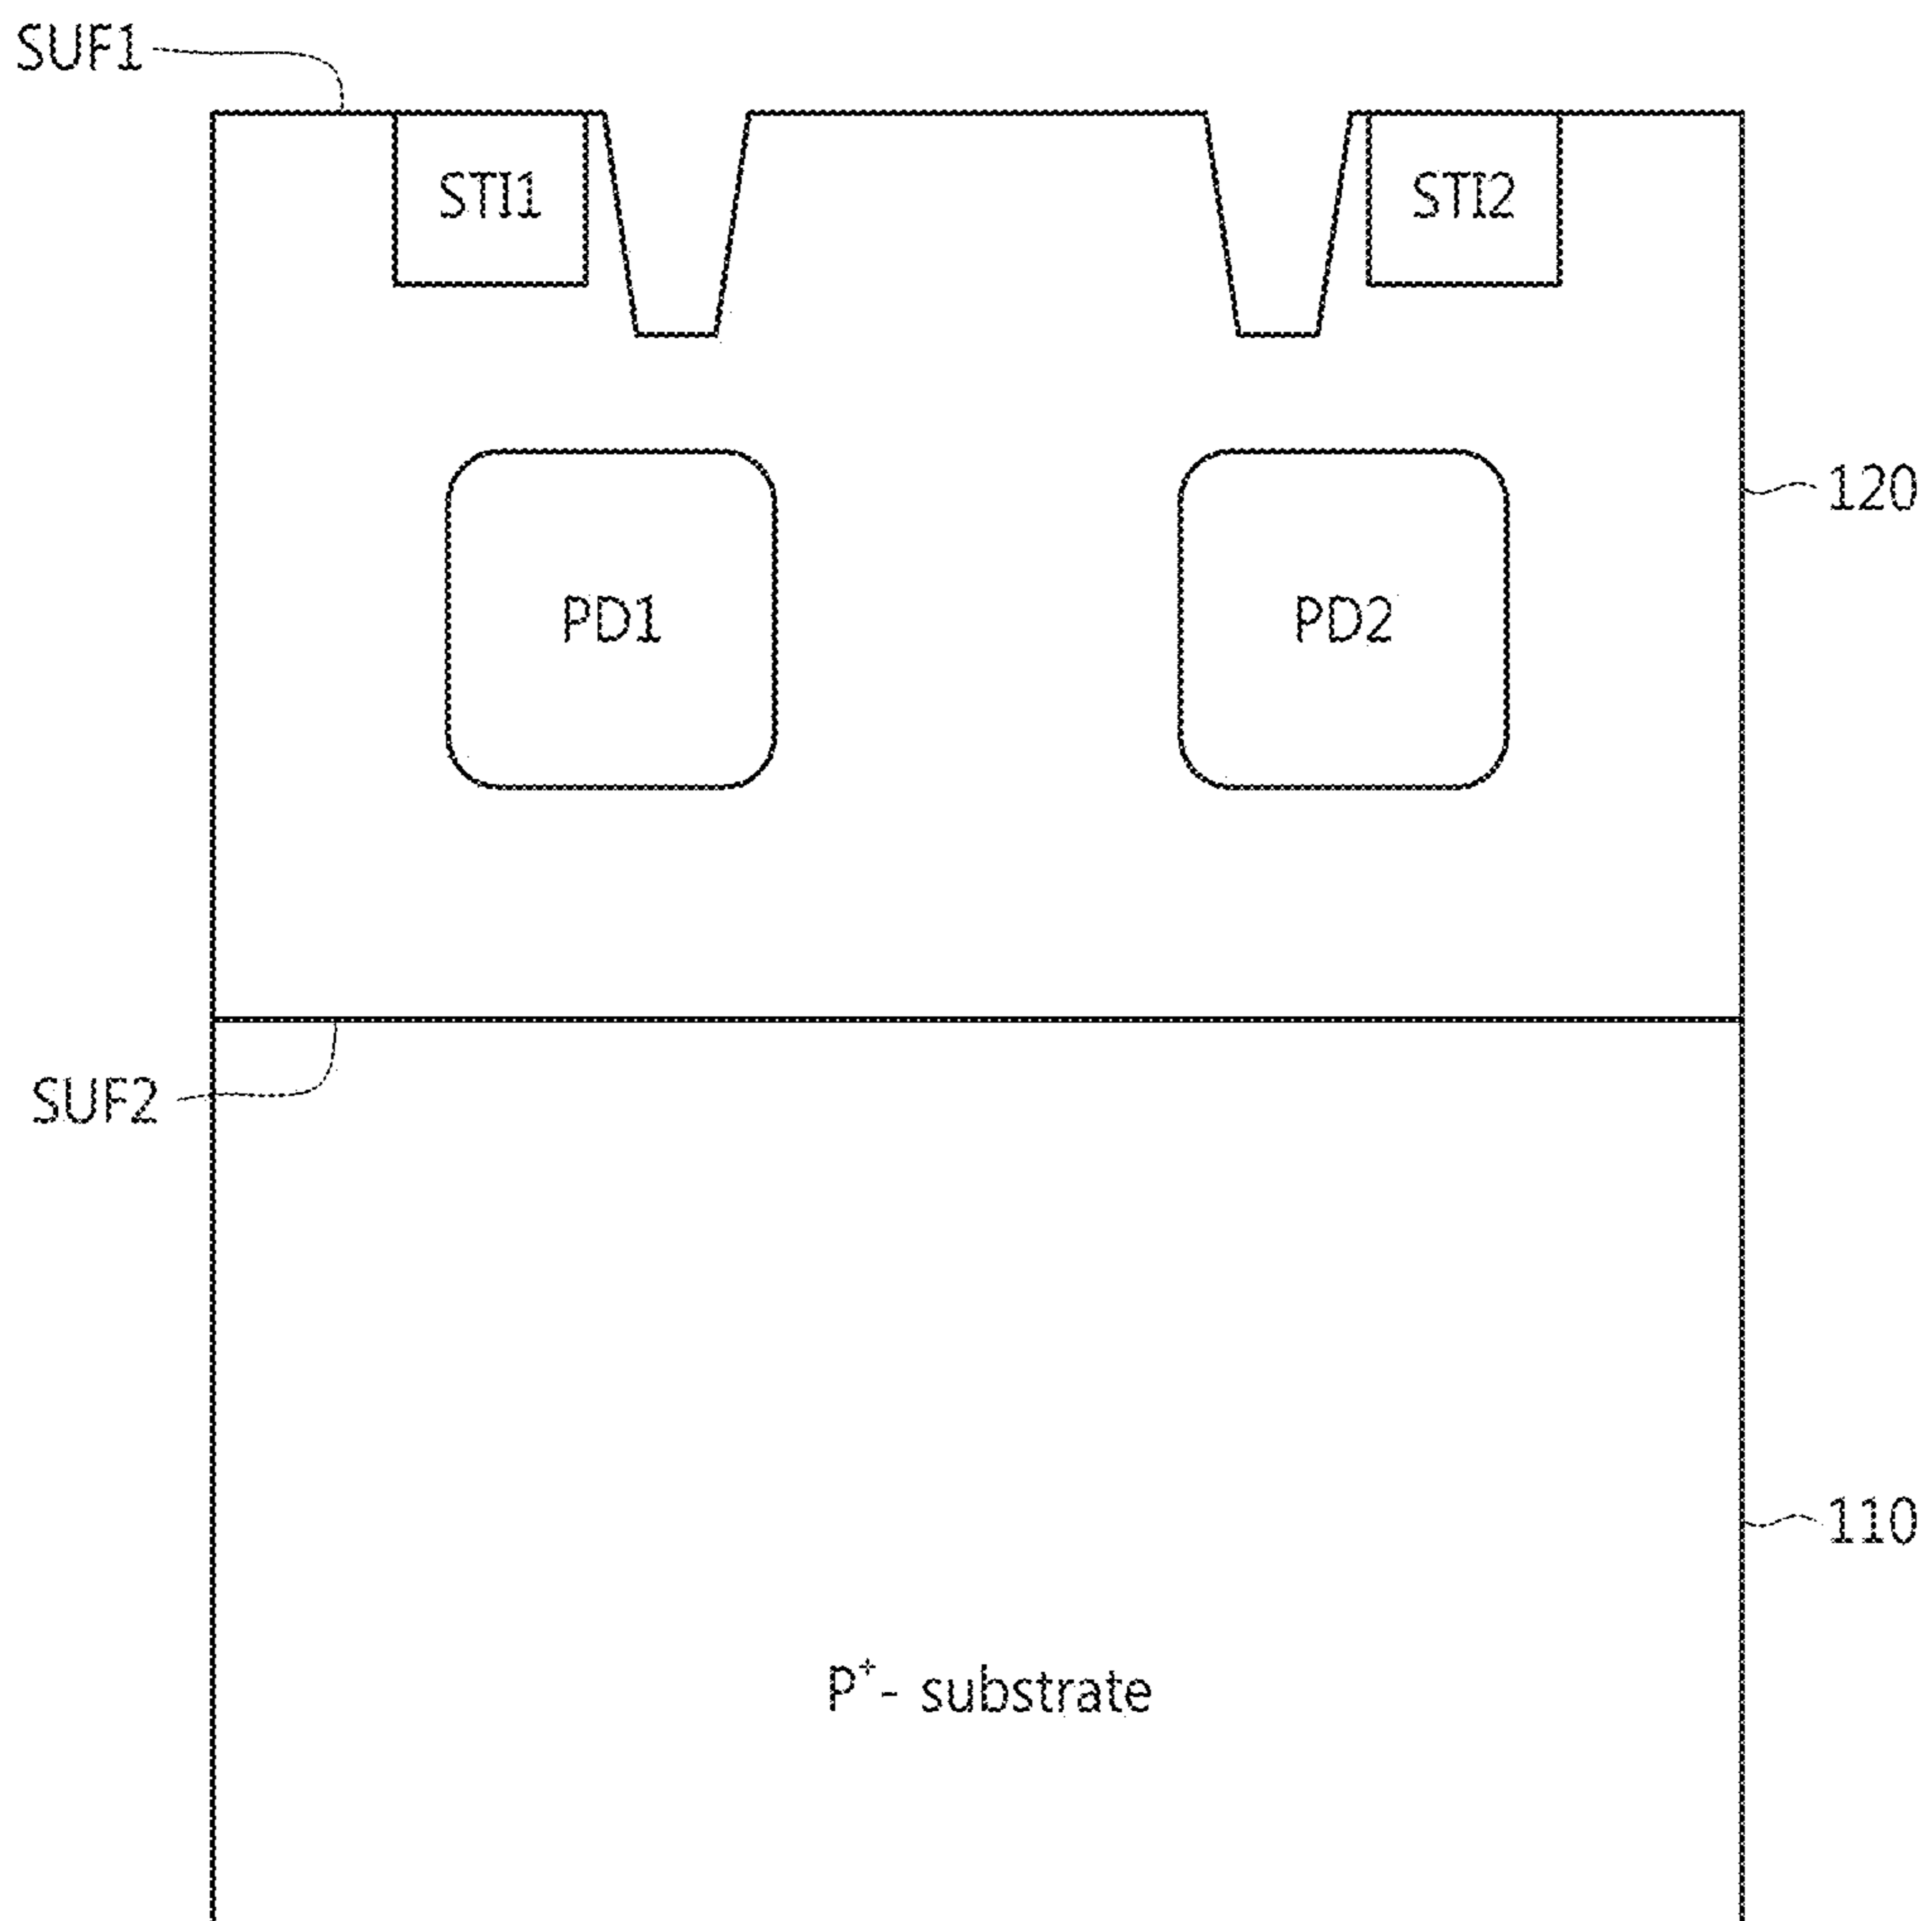 SUF1
STI1
STI2
120
PD1
PD2
SUF2
110
P⁺- substrate